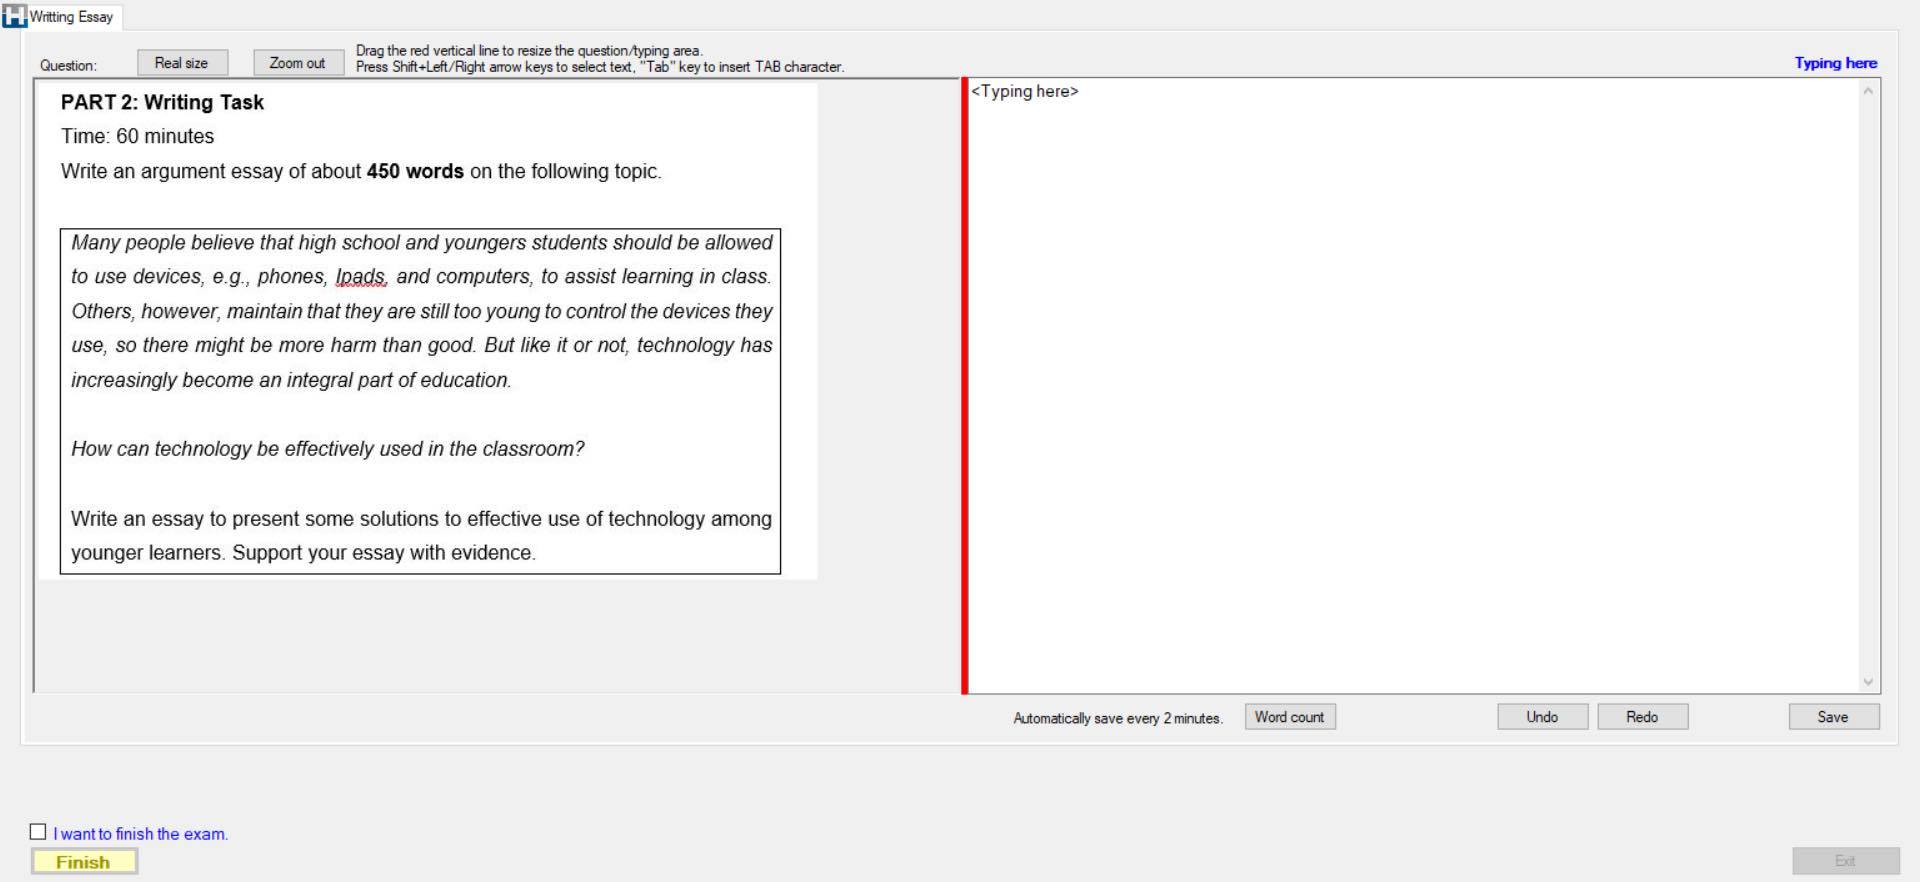 Writting Essay
Question:
Real size
Zoom out
Drag the red vertical line to resize the question/typing area.
Press Shift+Left/Right arrow keys to select text, "Tab" key to insert TAB character.
Typing here
PART 2: Writing Task
Time: 60 minutes
Write an argument essay of about 450 words on the following topic.
Many people believe that high school and youngers students should be allowed
to use devices, e.g., phones, Ipads, and computers, to assist learning in class.
Others, however, maintain that they are still too young to control the devices they
use, so there might be more harm than good. But like it or not, technology has
increasingly become an integral part of education.
How can technology be effectively used in the classroom?
Write an essay to present some solutions to effective use of technology among
younger learners. Support your essay with evidence.
<Typing here>
Automatically save every 2 minutes.
Word count
Undo
Redo
Save
I want to finish the exam.
Finish
Exit